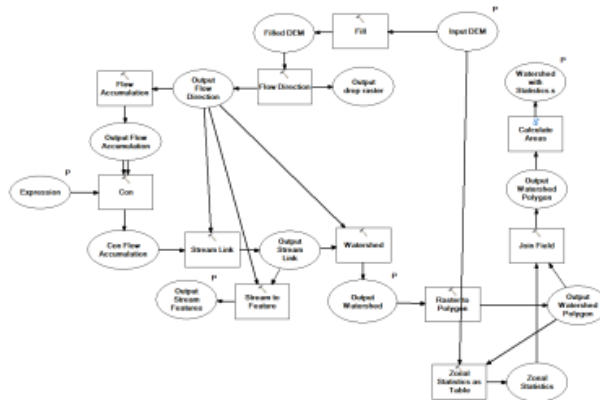 P
P
Filled DEM
Fill
Input DEM
P
Flow
Accumulation
Output
Flow
Direction
Flow Direction
Output
drop raster
Watershed
with
Statistics s
Output Flow
Accumulation
Calculate
Areas
P
Expression
Con
Output
Watershed
Polygon
Con Flow
Accumulation
Stream Link
Output
Stream
Link
Watershed
Join Field
P
Output
Stream
Features
Stream to
Feature
P
Output
Watershed
Raster to
Polygon
Output
Watershed
Polygon
Zonal
Statistics as
Table
Zonal
Statistics